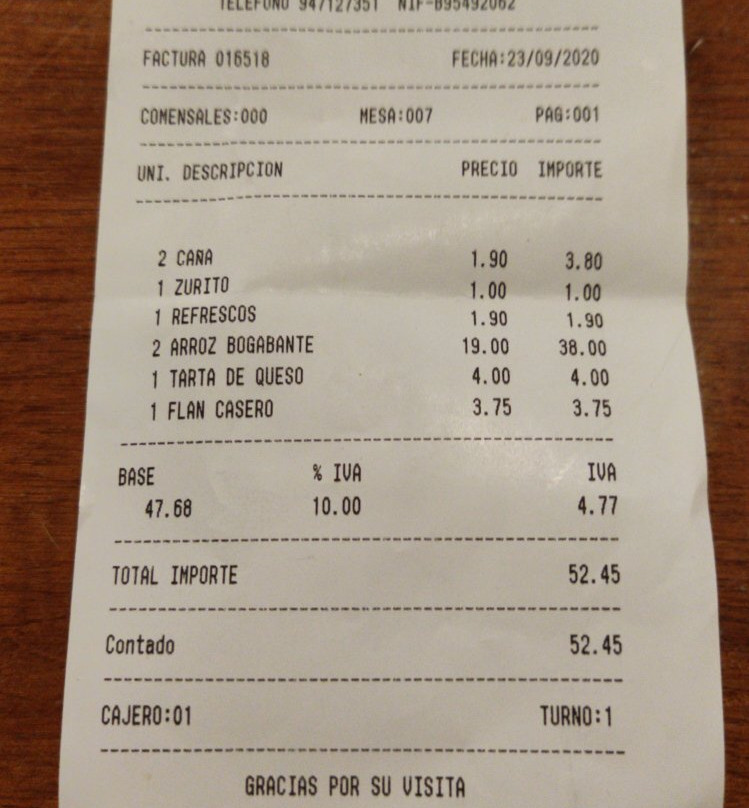 TELEFONO 947127351 NIF-B95492062
FACTURA 016518 FECHA:23/09/2020
COMENSALES:000 MESA:007 PAG:001
UNI. DESCRIPCION PRECIO IMPORTE
2 CAÑA 1.90 3.80
1 ZURITO 1.00 1.00
1 REFRESCOS 1.90 1.90
2 ARROZ BOGABANTE 19.00 38.00
1 TARTA DE QUESO 4.00 4.00
1 FLAN CASERO 3.75 3.75
BASE % IVA IVA
47.68 10.00 4.77
TOTAL IMPORTE 52.45
Contado 52.45
CAJERO:01 TURNO:1
GRACIAS POR SU VISITA